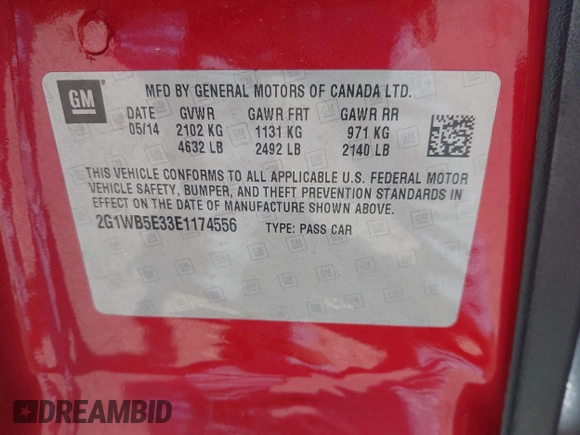 GM
MFD BY GENERAL MOTORS OF CANADA LTD.
DATE GVWR GAWR FRT GAWR RR
05/14 2102 KG 1131 KG 971 KG
4632 LB 2492 LB 2140 LB
THIS VEHICLE CONFORMS TO ALL APPLICABLE U.S. FEDERAL MOTOR
VEHICLE SAFETY, BUMPER, AND THEFT PREVENTION STANDARDS IN
EFFECT ON THE DATE OF MANUFACTURE SHOWN ABOVE.
2G1WB5E33E1174556 TYPE: PASS CAR
DREAMBID